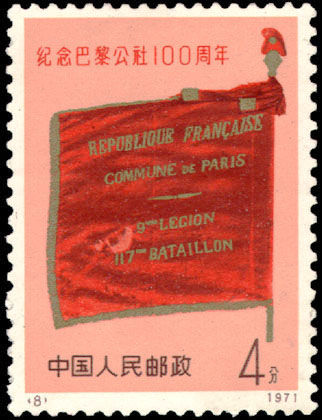 纪念巴黎公社100周年
REPUBLIQUE FRANÇAISE
COMMUNE DE PARIS
9me LEGION
117me BATAILLON
中国人民邮政 4分
(8) 1971